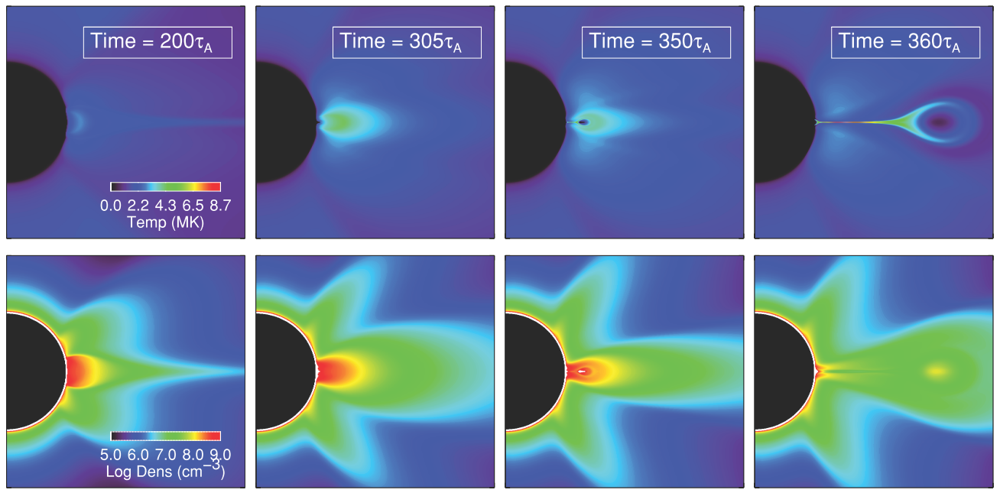 Time = 200τA
Time = 305τA
Time = 350τA
Time = 360τA
0.0 2.2 4.3 6.5 8.7
Temp (MK)
5.0 6.0 7.0 8.0 9.0
Log Dens (cm−3)